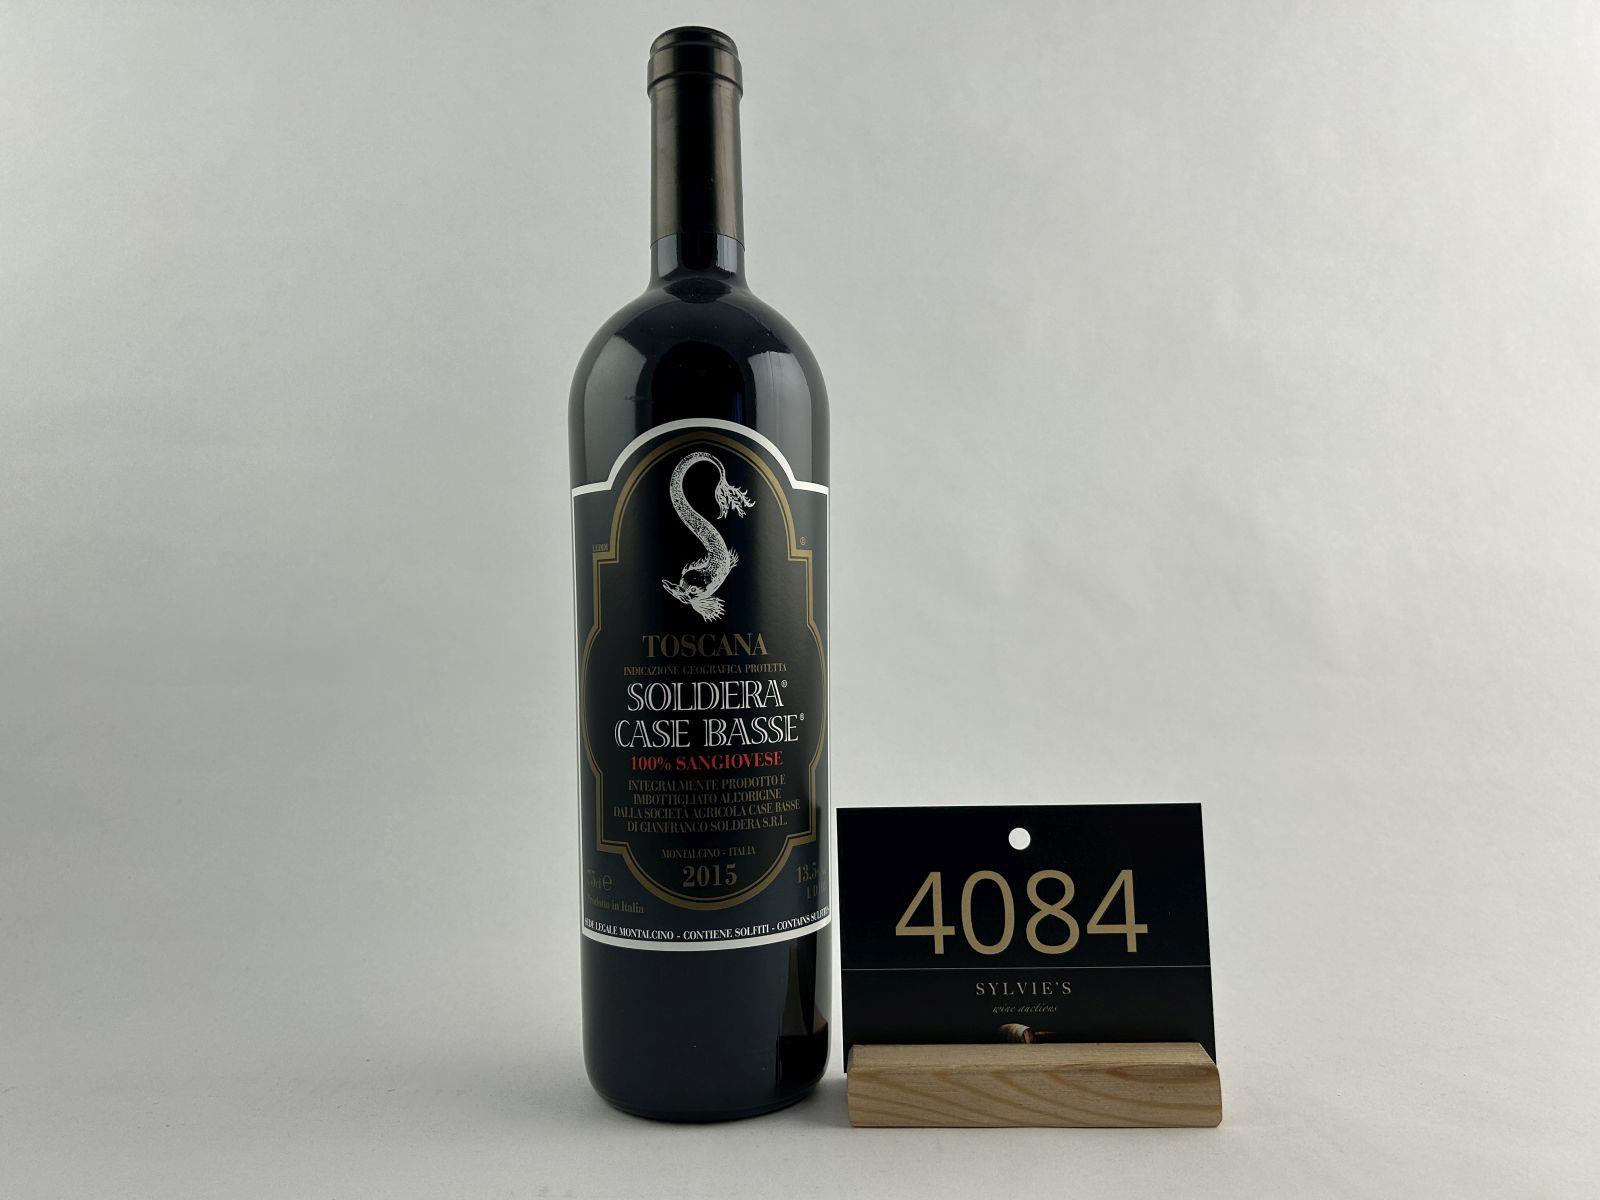 TOSCANA
INDICAZIONE GEOGRAFICA PROTETTA
SOLDERA®
CASE BASSE®
100% SANGIOVESE
INTEGRALMENTE PRODOTTO E
IMBOTTIGLIATO ALL'ORIGINE
DALLA SOCIETÀ AGRICOLA CASE BASSE
DI GIANFRANCO SOLDERA S.R.L.
MONTALCINO - ITALIA
2015
13.5
Prodotto in Italia
SEDE LEGALE MONTALCINO - CONTIENE SOLFITI - CONTAINS SULFITES
4084
SYLVIE'S
wine auctions